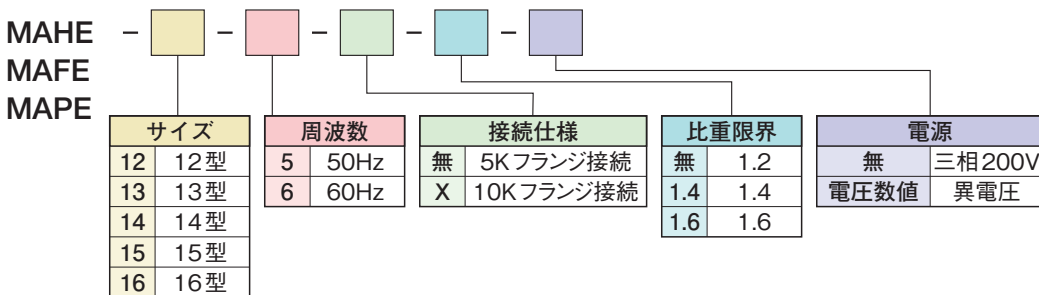 MAHE - - - - -
MAFE
MAPE
サイズ 周波数 接続仕様 比重限界 電源
12 12型 5 50Hz 無 5Kフランジ接続 無 1.2 無 三相200V
13 13型 6 60Hz X 10Kフランジ接続 1.4 1.4 電圧数値 異電圧
14 14型 1.6 1.6
15 15型
16 16型